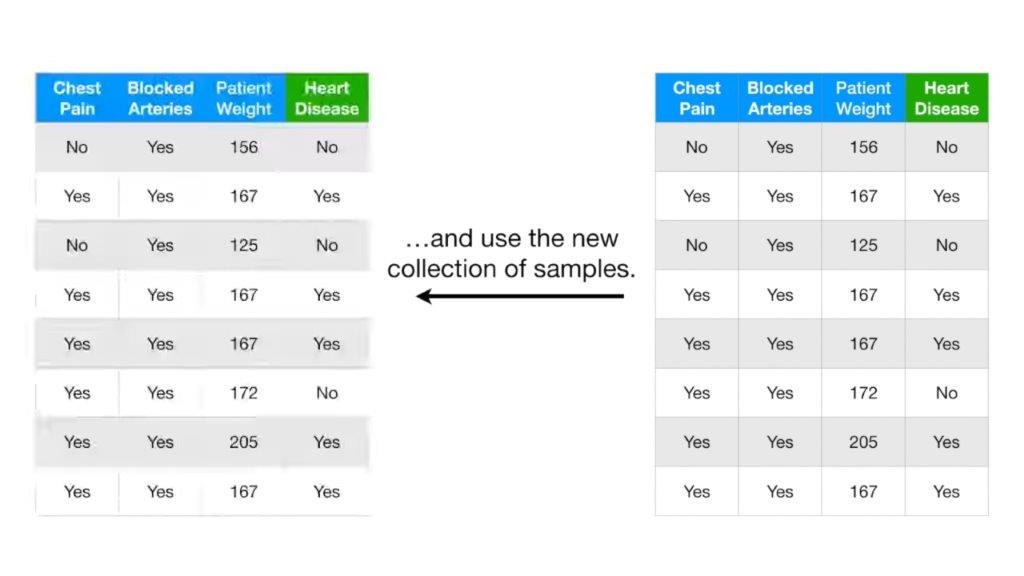 Chest Pain Blocked Arteries Patient Weight Heart Disease
No Yes 156 No
Yes Yes 167 Yes
No Yes 125 No
Yes Yes 167 Yes
Yes Yes 167 Yes
Yes Yes 172 No
Yes Yes 205 Yes
Yes Yes 167 Yes
…and use the new
collection of samples.
Chest Pain Blocked Arteries Patient Weight Heart Disease
No Yes 156 No
Yes Yes 167 Yes
No Yes 125 No
Yes Yes 167 Yes
Yes Yes 167 Yes
Yes Yes 172 No
Yes Yes 205 Yes
Yes Yes 167 Yes